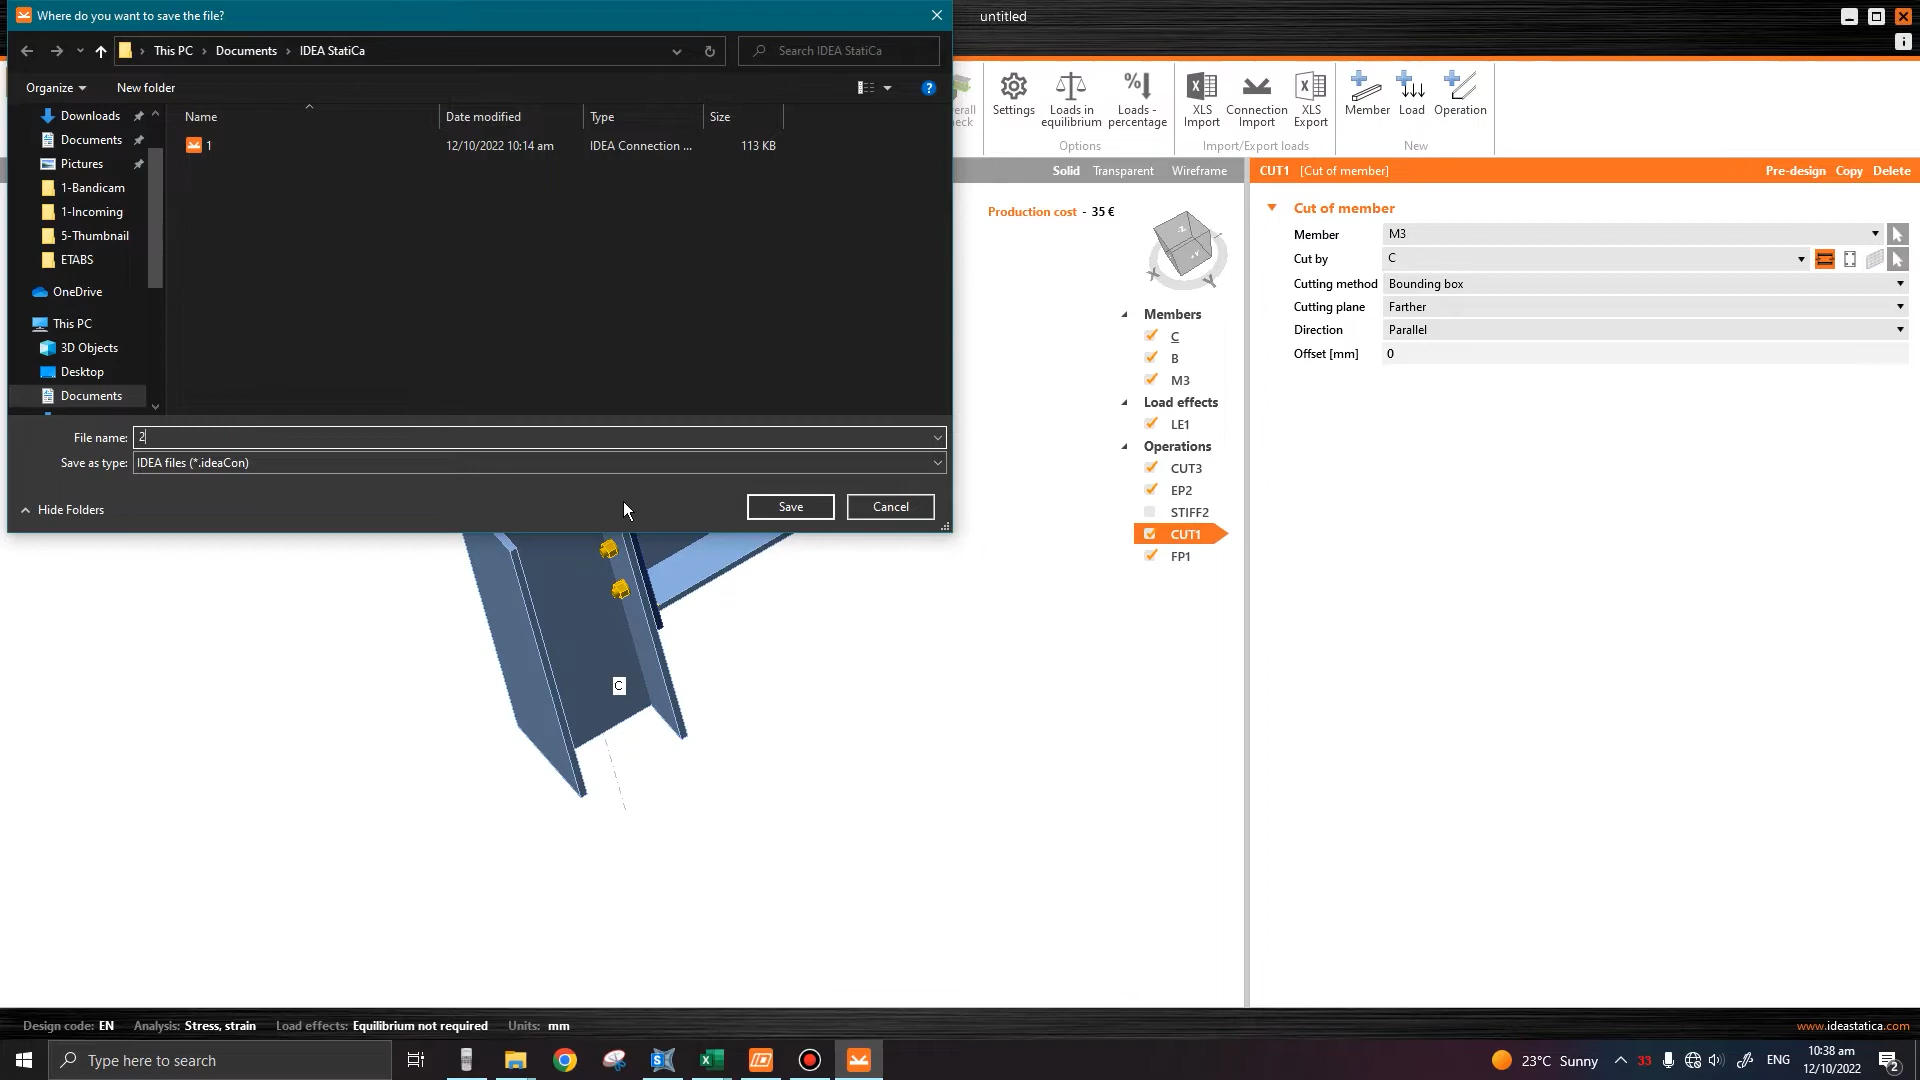 Where do you want to save the file?
untitled
This PC
Documents
IDEA StatiCa
Search IDEA StatiCa
Organize
New folder
Downloads
Documents
Pictures
1-Bandicam
1-Incoming
5-Thumbnail
ETABS
OneDrive
This PC
3D Objects
Desktop
Documents
Name
Date modified
Type
Size
1
12/10/2022 10:14 am
IDEA Connection ...
113 KB
File name:
2
Save as type:
IDEA files (*.ideaCon)
Hide Folders
Save
Cancel
Settings
Loads in
equilibrium
Loads -
percentage
Options
XLS
Import
Connection
Import
XLS
Export
Import/Export loads
Member
Load
Operation
New
Solid
Transparent
Wireframe
Production cost - 35 €
-Z
+Y
X
Y
Members
C
B
M3
Load effects
LE1
Operations
CUT3
EP2
STIFF2
CUT1
FP1
CUT1 [Cut of member]
Pre-design
Copy
Delete
Cut of member
Member
M3
Cut by
C
Cutting method
Bounding box
Cutting plane
Farther
Direction
Parallel
Offset [mm]
0
C
Design code: EN
Analysis: Stress, strain
Load effects: Equilibrium not required
Units: mm
www.ideastatica.com
Type here to search
23°C Sunny
33
ENG
10:38 am
12/10/2022
2